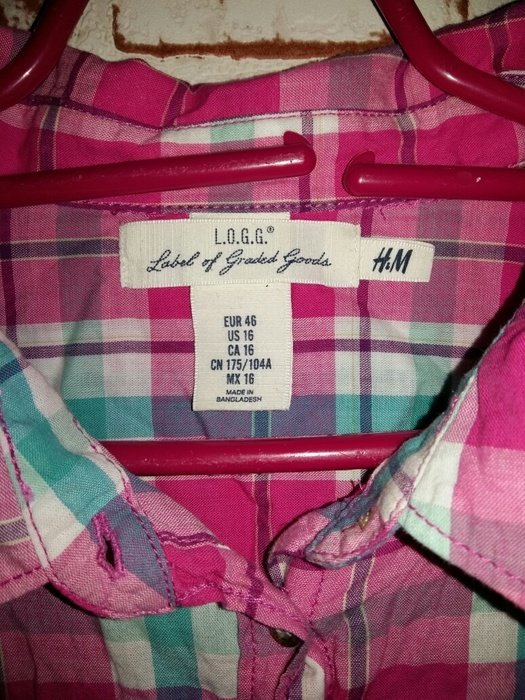 L.O.G.G.®
Label of Graded Goods
H&M
EUR 46
US 16
CA 16
CN 175/104A
MX 16
MADE IN
BANGLADESH